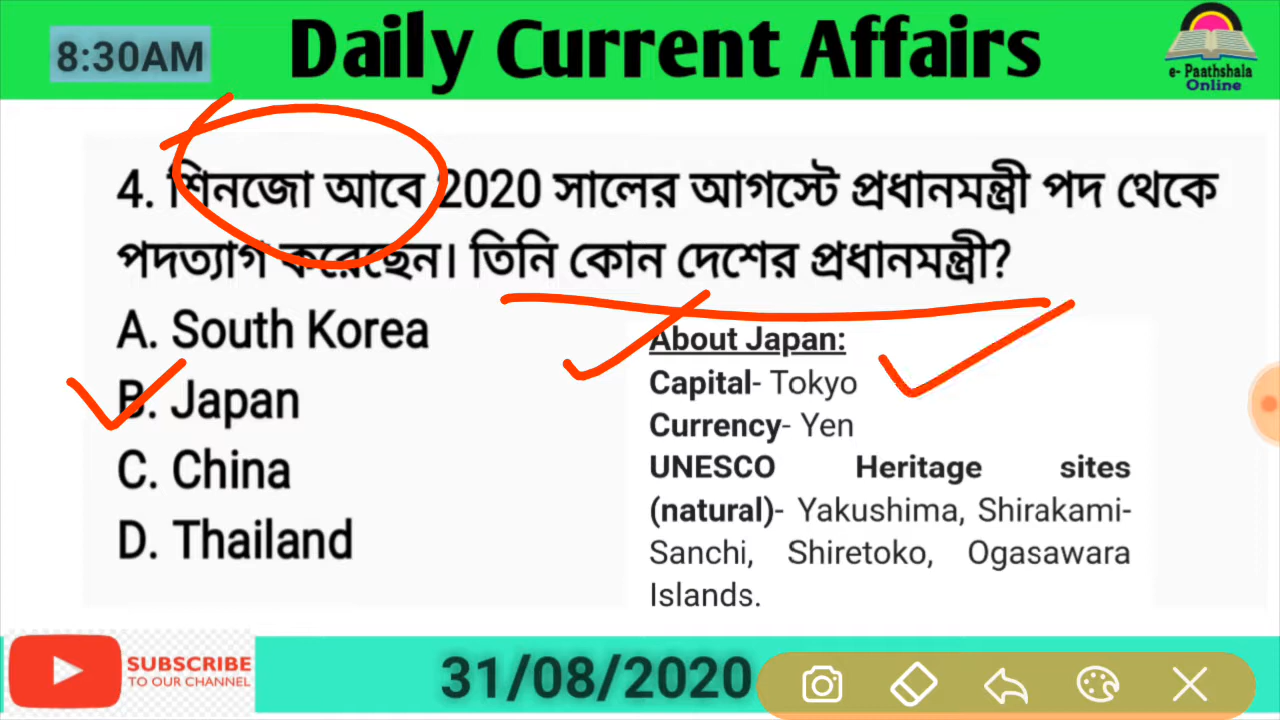 8:30AM
Daily Current Affairs
e- Paathshala
Online
4. শিনজো আবে 2020 সালের আগস্টে প্রধানমন্ত্রী পদ থেকে
পদত্যাগ করেছেন। তিনি কোন দেশের প্রধানমন্ত্রী?
A. South Korea
B. Japan
C. China
D. Thailand
About Japan:
Capital- Tokyo
Currency- Yen
UNESCO Heritage sites
(natural)- Yakushima, Shirakami-
Sanchi, Shiretoko, Ogasawara
Islands.
SUBSCRIBE
TO OUR CHANNEL
31/08/2020